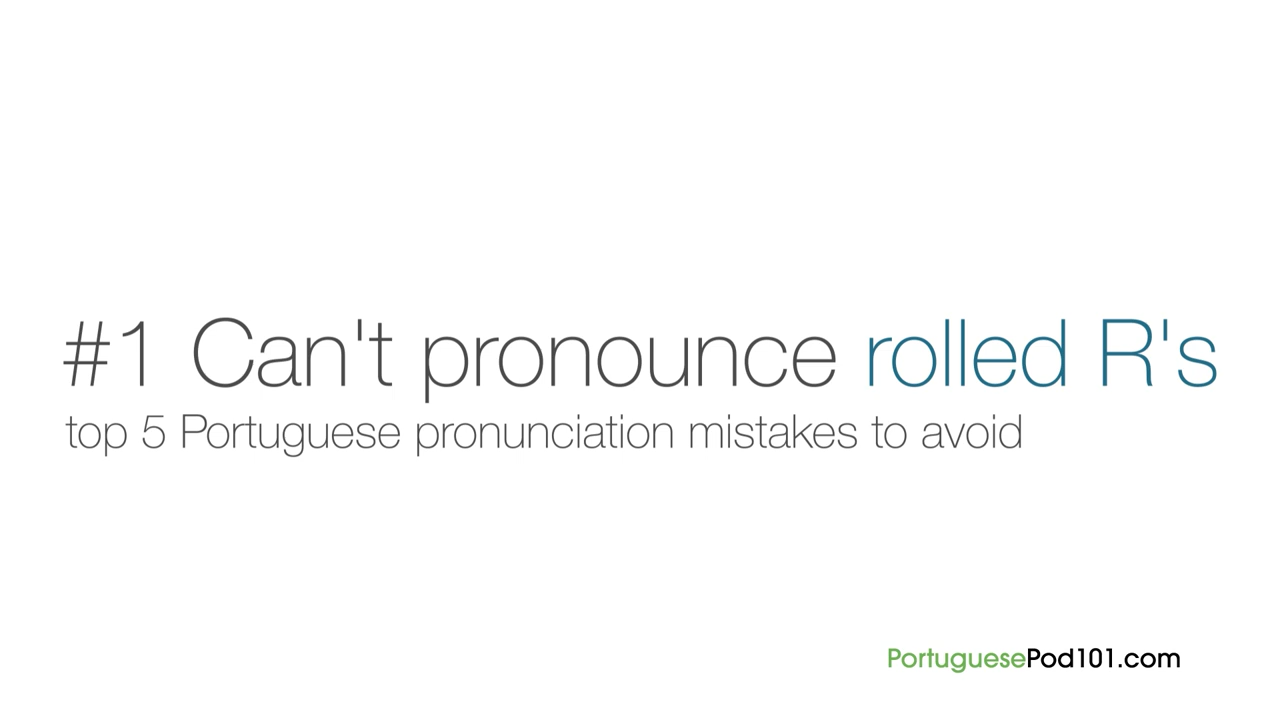 #1 Can't pronounce rolled R's
top 5 Portuguese pronunciation mistakes to avoid
PortuguesePod101.com